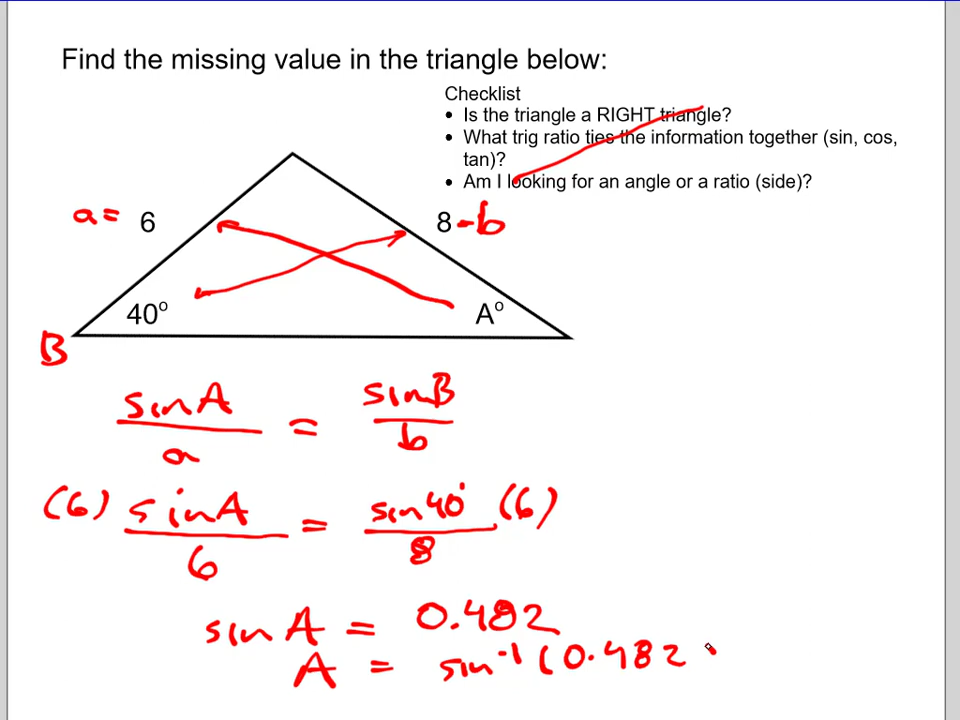 Find the missing value in the triangle below:
Checklist
• Is the triangle a RIGHT triangle?
• What trig ratio ties the information together (sin, cos,
tan)?
• Am I looking for an angle or a ratio (side)?
a= 6
8 -b
40°
A°
B
sinA / a = sinB / b
(6) sinA / 6 = sin40° / 8 (6)
sinA = 0.482
A = sin⁻¹(0.482